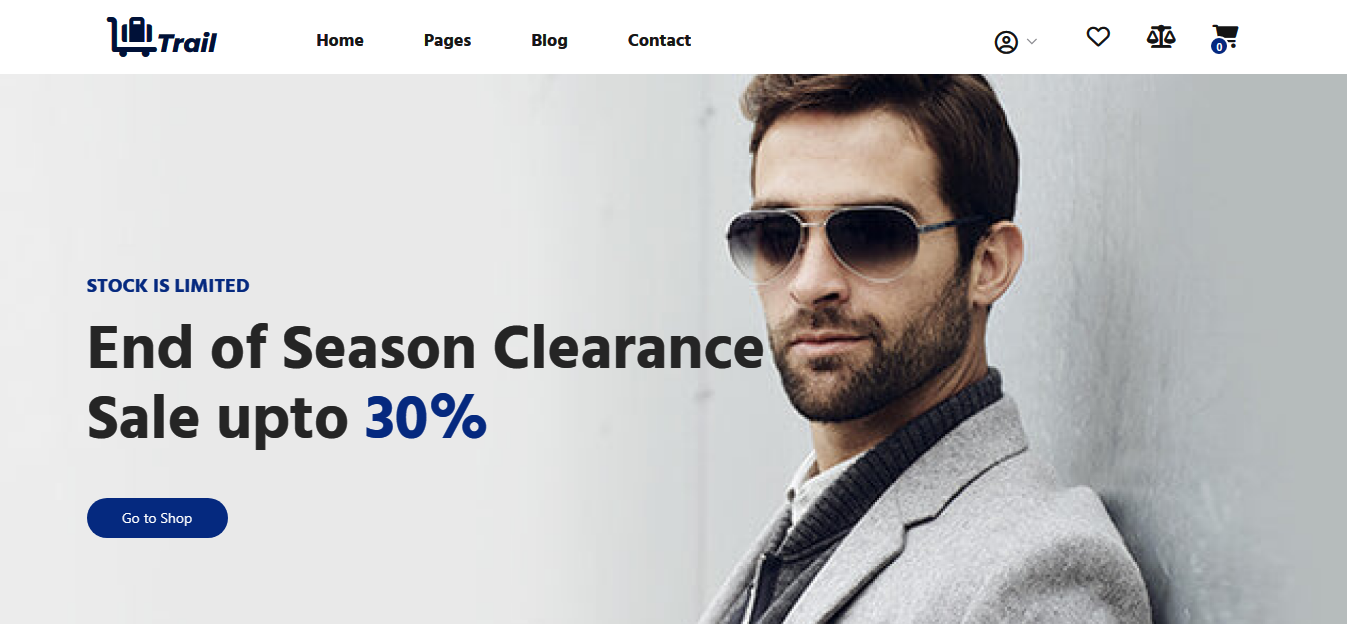 Trail
Home Pages Blog Contact
0
STOCK IS LIMITED
End of Season Clearance
Sale upto 30%
Go to Shop